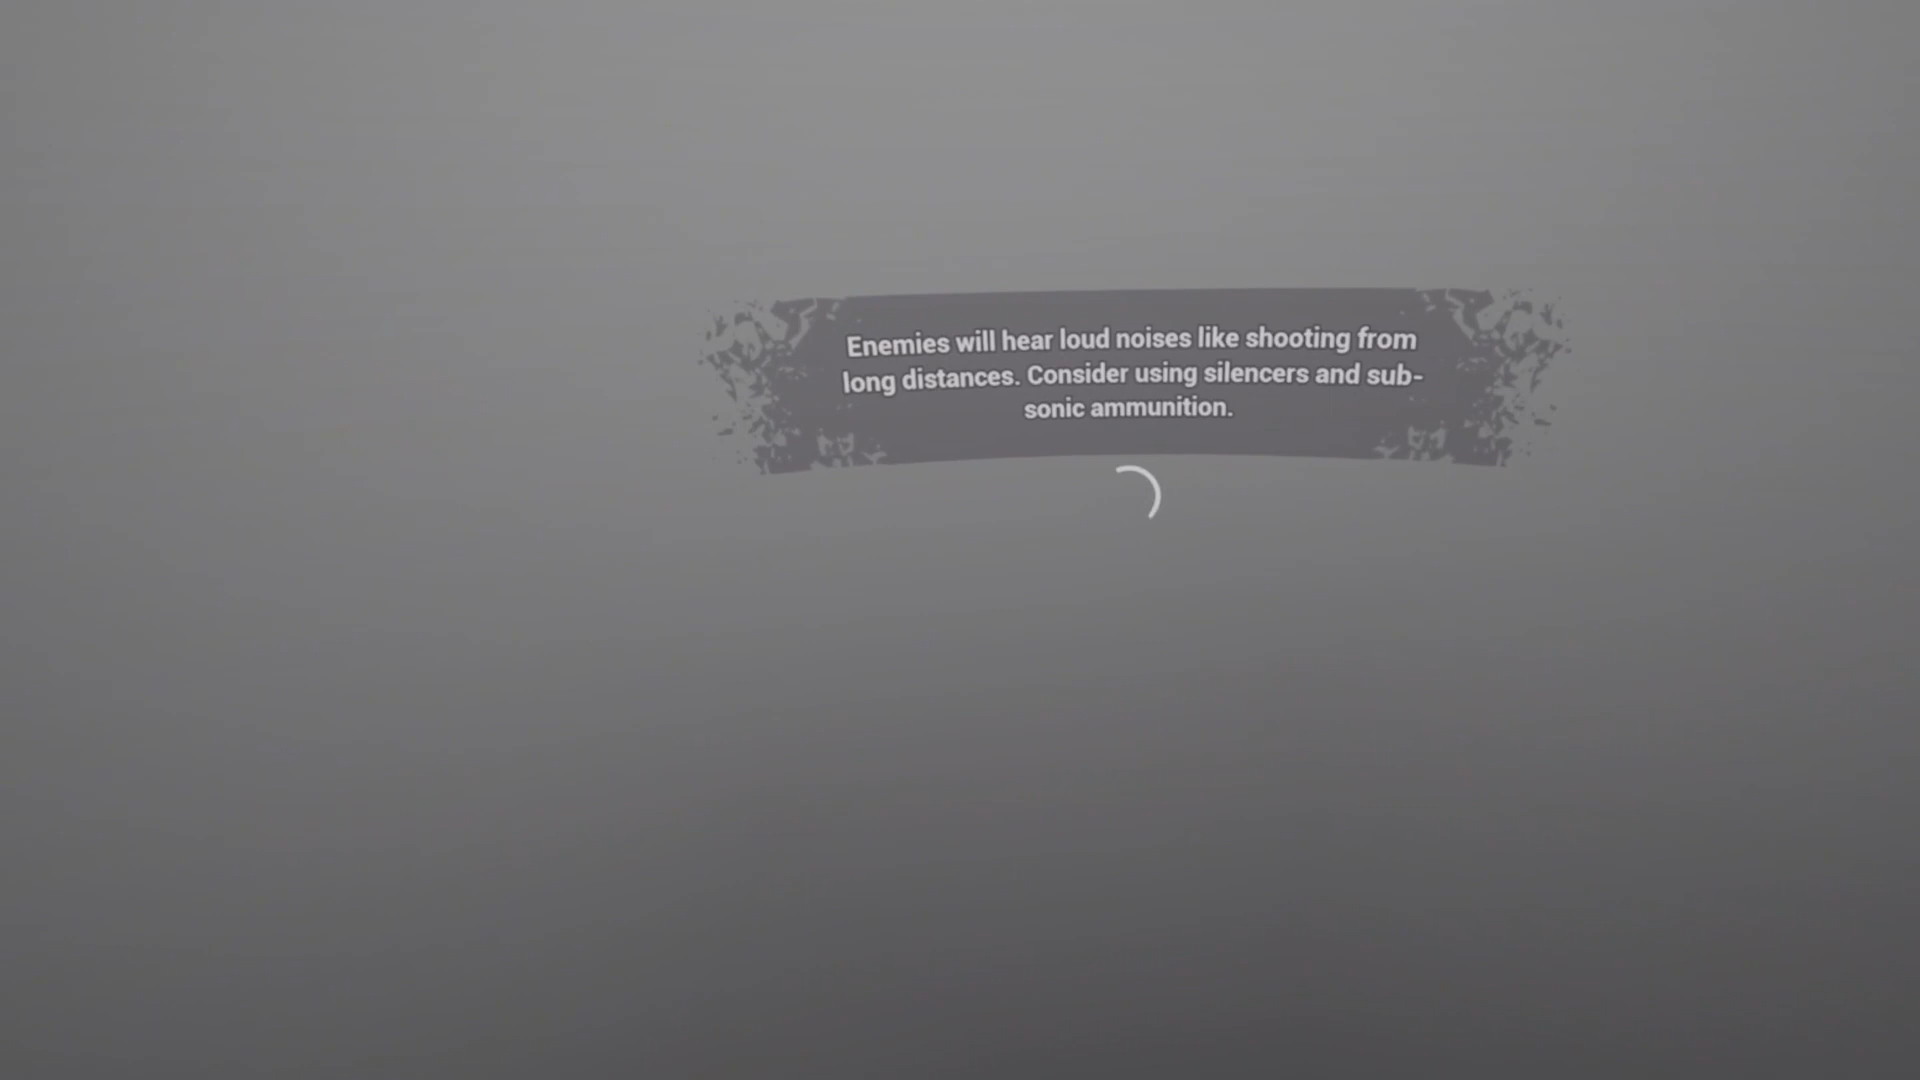 Enemies will hear loud noises like shooting from
long distances. Consider using silencers and sub-
sonic ammunition.